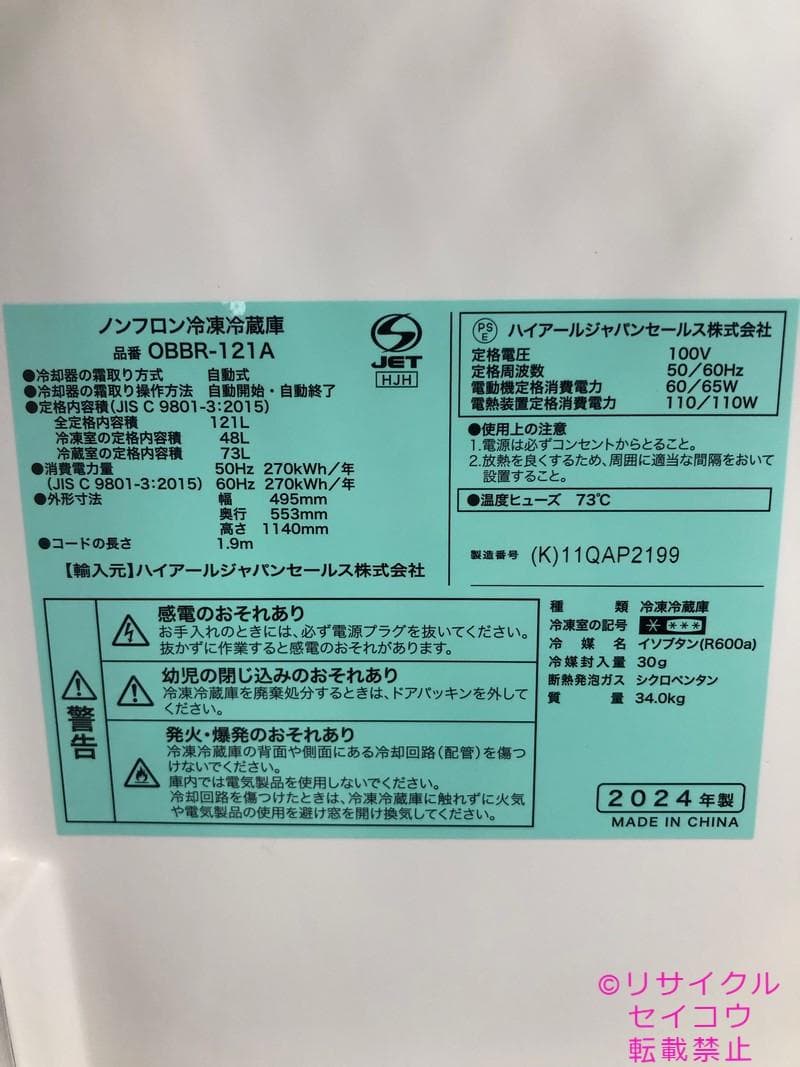 ノンフロン冷凍冷蔵庫
品番 OBBR-121A
●冷却器の霜取り方式 自動式
●冷却器の霜取り操作方法 自動開始・自動終了
●定格内容積(JIS C 9801-3:2015)
全定格内容積 121L
冷凍室の定格内容積 48L
冷蔵室の定格内容積 73L
●消費電力量 50Hz 270kWh/年
(JIS C 9801-3:2015) 60Hz 270kWh/年
●外形寸法 幅 495mm
奥行 553mm
高さ 1140mm
●コードの長さ 1.9m
【輸入元】ハイアールジャパンセールス株式会社
S
JET
HJH
PS
E
ハイアールジャパンセールス株式会社
定格電圧 100V
定格周波数 50/60Hz
電動機定格消費電力 60/65W
電熱装置定格消費電力 110/110W
●使用上の注意
1.電源は必ずコンセントからとること。
2.放熱を良くするため、周囲に適当な間隔をおいて
設置すること。
●温度ヒューズ 73℃
製造番号 (K)11QAP2199
警告
感電のおそれあり
お手入れのときには、必ず電源プラグを抜いてください。
抜かずに作業すると感電のおそれがあります。
幼児の閉じ込みのおそれあり
冷凍冷蔵庫を廃棄処分するときは、ドアパッキンを外して
ください。
発火・爆発のおそれあり
冷凍冷蔵庫の背面や側面にある冷却回路(配管)を傷つ
けないでください。
庫内では電気製品を使用しないでください。
冷却回路を傷つけたときは、冷凍冷蔵庫に触れずに火気
や電気製品の使用を避け窓を開け換気してください。
種類 冷凍冷蔵庫
冷凍室の記号 * ***
冷媒名 イソブタン(R600a)
冷媒封入量 30g
断熱発泡ガス シクロペンタン
質量 34.0kg
2024年製
MADE IN CHINA
©リサイクル
セイコウ
転載禁止